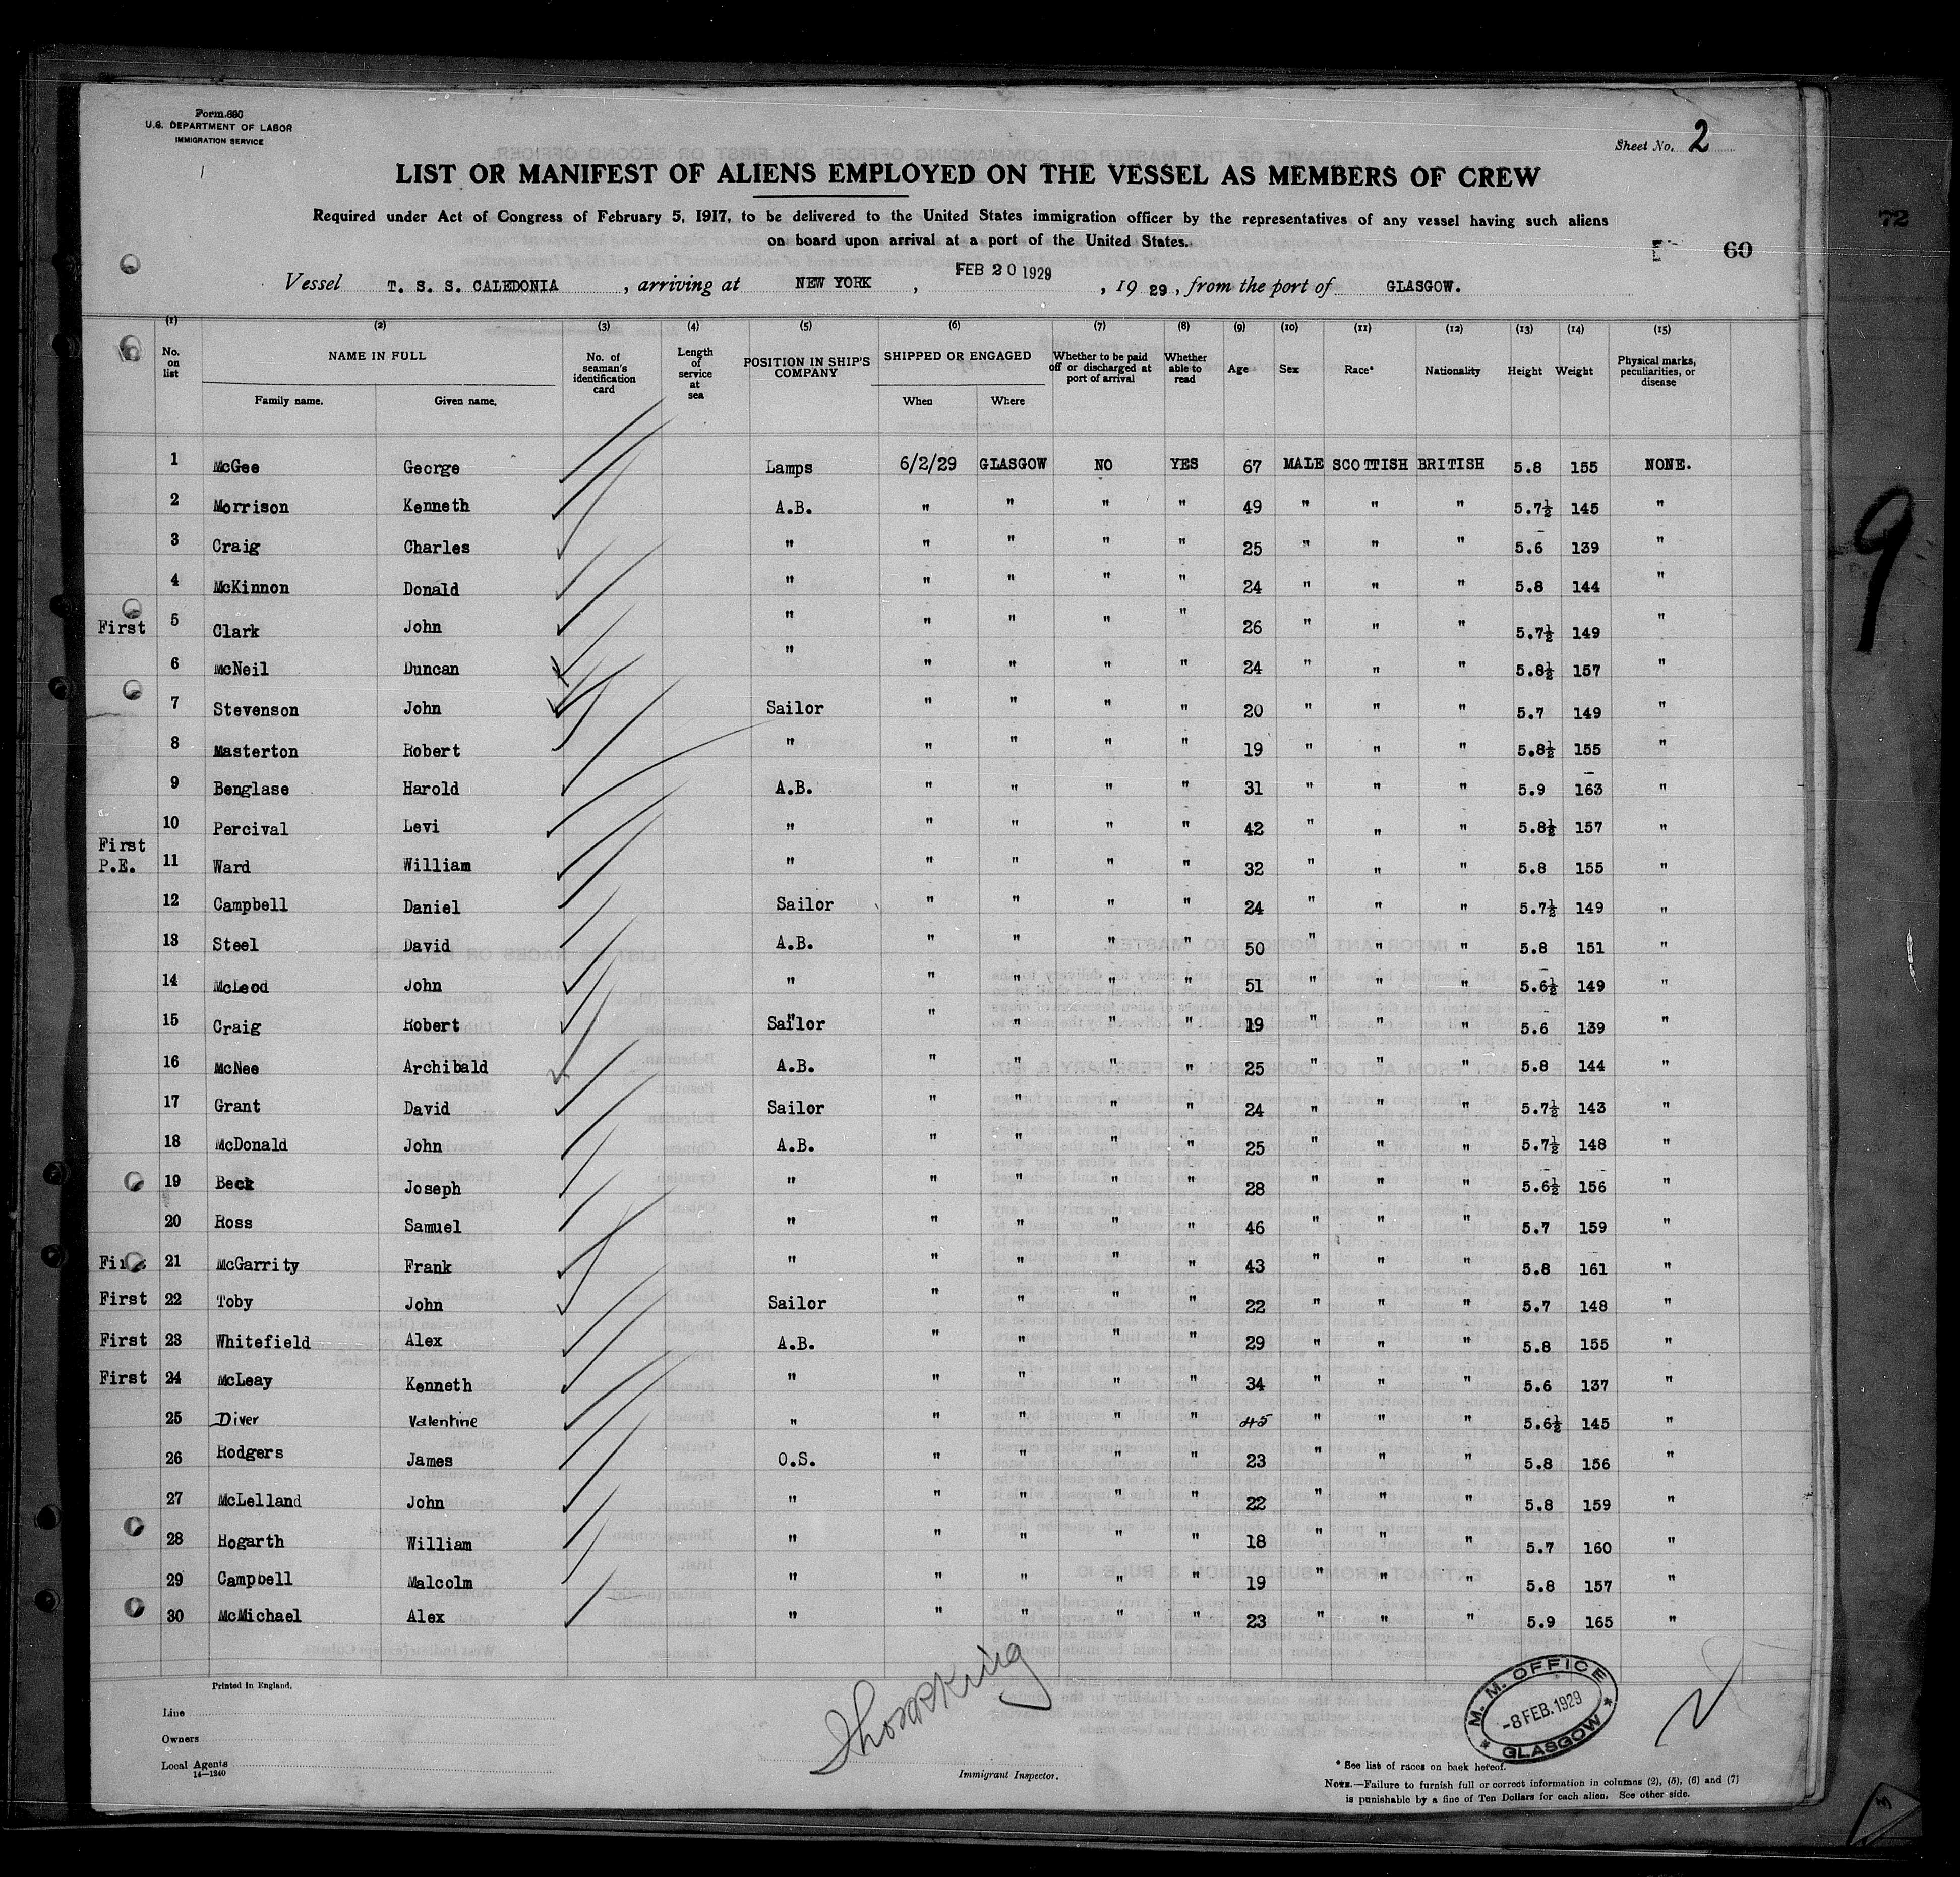 Form 680
U.S. DEPARTMENT OF LABOR
IMMIGRATION SERVICE
Sheet No. 2
LIST OR MANIFEST OF ALIENS EMPLOYED ON THE VESSEL AS MEMBERS OF CREW
Required under Act of Congress of February 5, 1917, to be delivered to the United States immigration officer by the representatives of any vessel having such aliens
on board upon arrival at a port of the United States.
72
60
Vessel T. S. S. CALEDONIA, arriving at NEW YORK, FEB 20 1929, 1929, from the port of GLASGOW.
(1) (2) (3) (4) (5) (6) (7) (8) (9) (10) (11) (12) (13) (14) (15)
No. on list NAME IN FULL Family name. Given name. No. of seaman's identification card Length of service at sea POSITION IN SHIP'S COMPANY SHIPPED OR ENGAGED When Where Whether to be paid off or discharged at port of arrival Whether able to read Age Sex Race* Nationality Height Weight Physical marks, peculiarities, or disease
1 McGee George Lamps 6/2/29 GLASGOW NO YES 67 MALE SCOTTISH BRITISH 5.8 155 NONE.
2 Morrison Kenneth A.B. " " " " 49 " " " 5.7½ 145 "
3 Craig Charles " " " " " 25 " " " 5.6 139 "
4 McKinnon Donald " " " " " 24 " " " 5.8 144 "
First 5 Clark John " " " " " 26 " " " 5.7½ 149 "
6 McNeil Duncan " " " " " 24 " " " 5.8½ 157 "
7 Stevenson John Sailor " " " " 20 " " " 5.7 149 "
8 Masterton Robert " " " " " 19 " " " 5.8½ 155 "
9 Benglase Harold A.B. " " " " 31 " " " 5.9 163 "
10 Percival Levi " " " " " 42 " " " 5.8½ 157 "
First P.E. 11 Ward William " " " " " 32 " " " 5.8 155 "
12 Campbell Daniel Sailor " " " " 24 " " " 5.7½ 149 "
13 Steel David A.B. " " " " 50 " " " 5.8 151 "
14 McLeod John " " " " " 51 " " " 5.6½ 149 "
15 Craig Robert Sailor " " " " 19 " " " 5.6 139 "
16 McNee Archibald A.B. " " " " 25 " " " 5.8 144 "
17 Grant David Sailor " " " " 24 " " " 5.7½ 143 "
18 McDonald John A.B. " " " " 25 " " " 5.7½ 148 "
19 Beck Joseph " " " " " 28 " " " 5.6½ 156 "
20 Ross Samuel " " " " " 46 " " " 5.7 159 "
First 21 McGarrity Frank " " " " " 43 " " " 5.8 161 "
First 22 Toby John Sailor " " " " 22 " " " 5.7 148 "
First 23 Whitefield Alex A.B. " " " " 29 " " " 5.8 155 "
First 24 McLeay Kenneth " " " " " 34 " " " 5.6 137 "
25 Diver Valentine " " " " " 45 " " " 5.6½ 145 "
26 Rodgers James O.S. " " " " 23 " " " 5.8 156 "
27 McLelland John " " " " " 22 " " " 5.8 159 "
28 Hogarth William " " " " " 18 " " " 5.7 160 "
29 Campbell Malcolm " " " " " 19 " " " 5.8 157 "
30 McMichael Alex " " " " " 23 " " " 5.9 165 "
9
Printed in England.
Line
Owners
Local Agents
14—1240
Immigrant Inspector.
M. M. OFFICE
-8 FEB. 1929
GLASGOW
* See list of races on back hereof.
NOTE.—Failure to furnish full or correct information in columns (2), (5), (6) and (7)
is punishable by a fine of Ten Dollars for each alien. See other side.